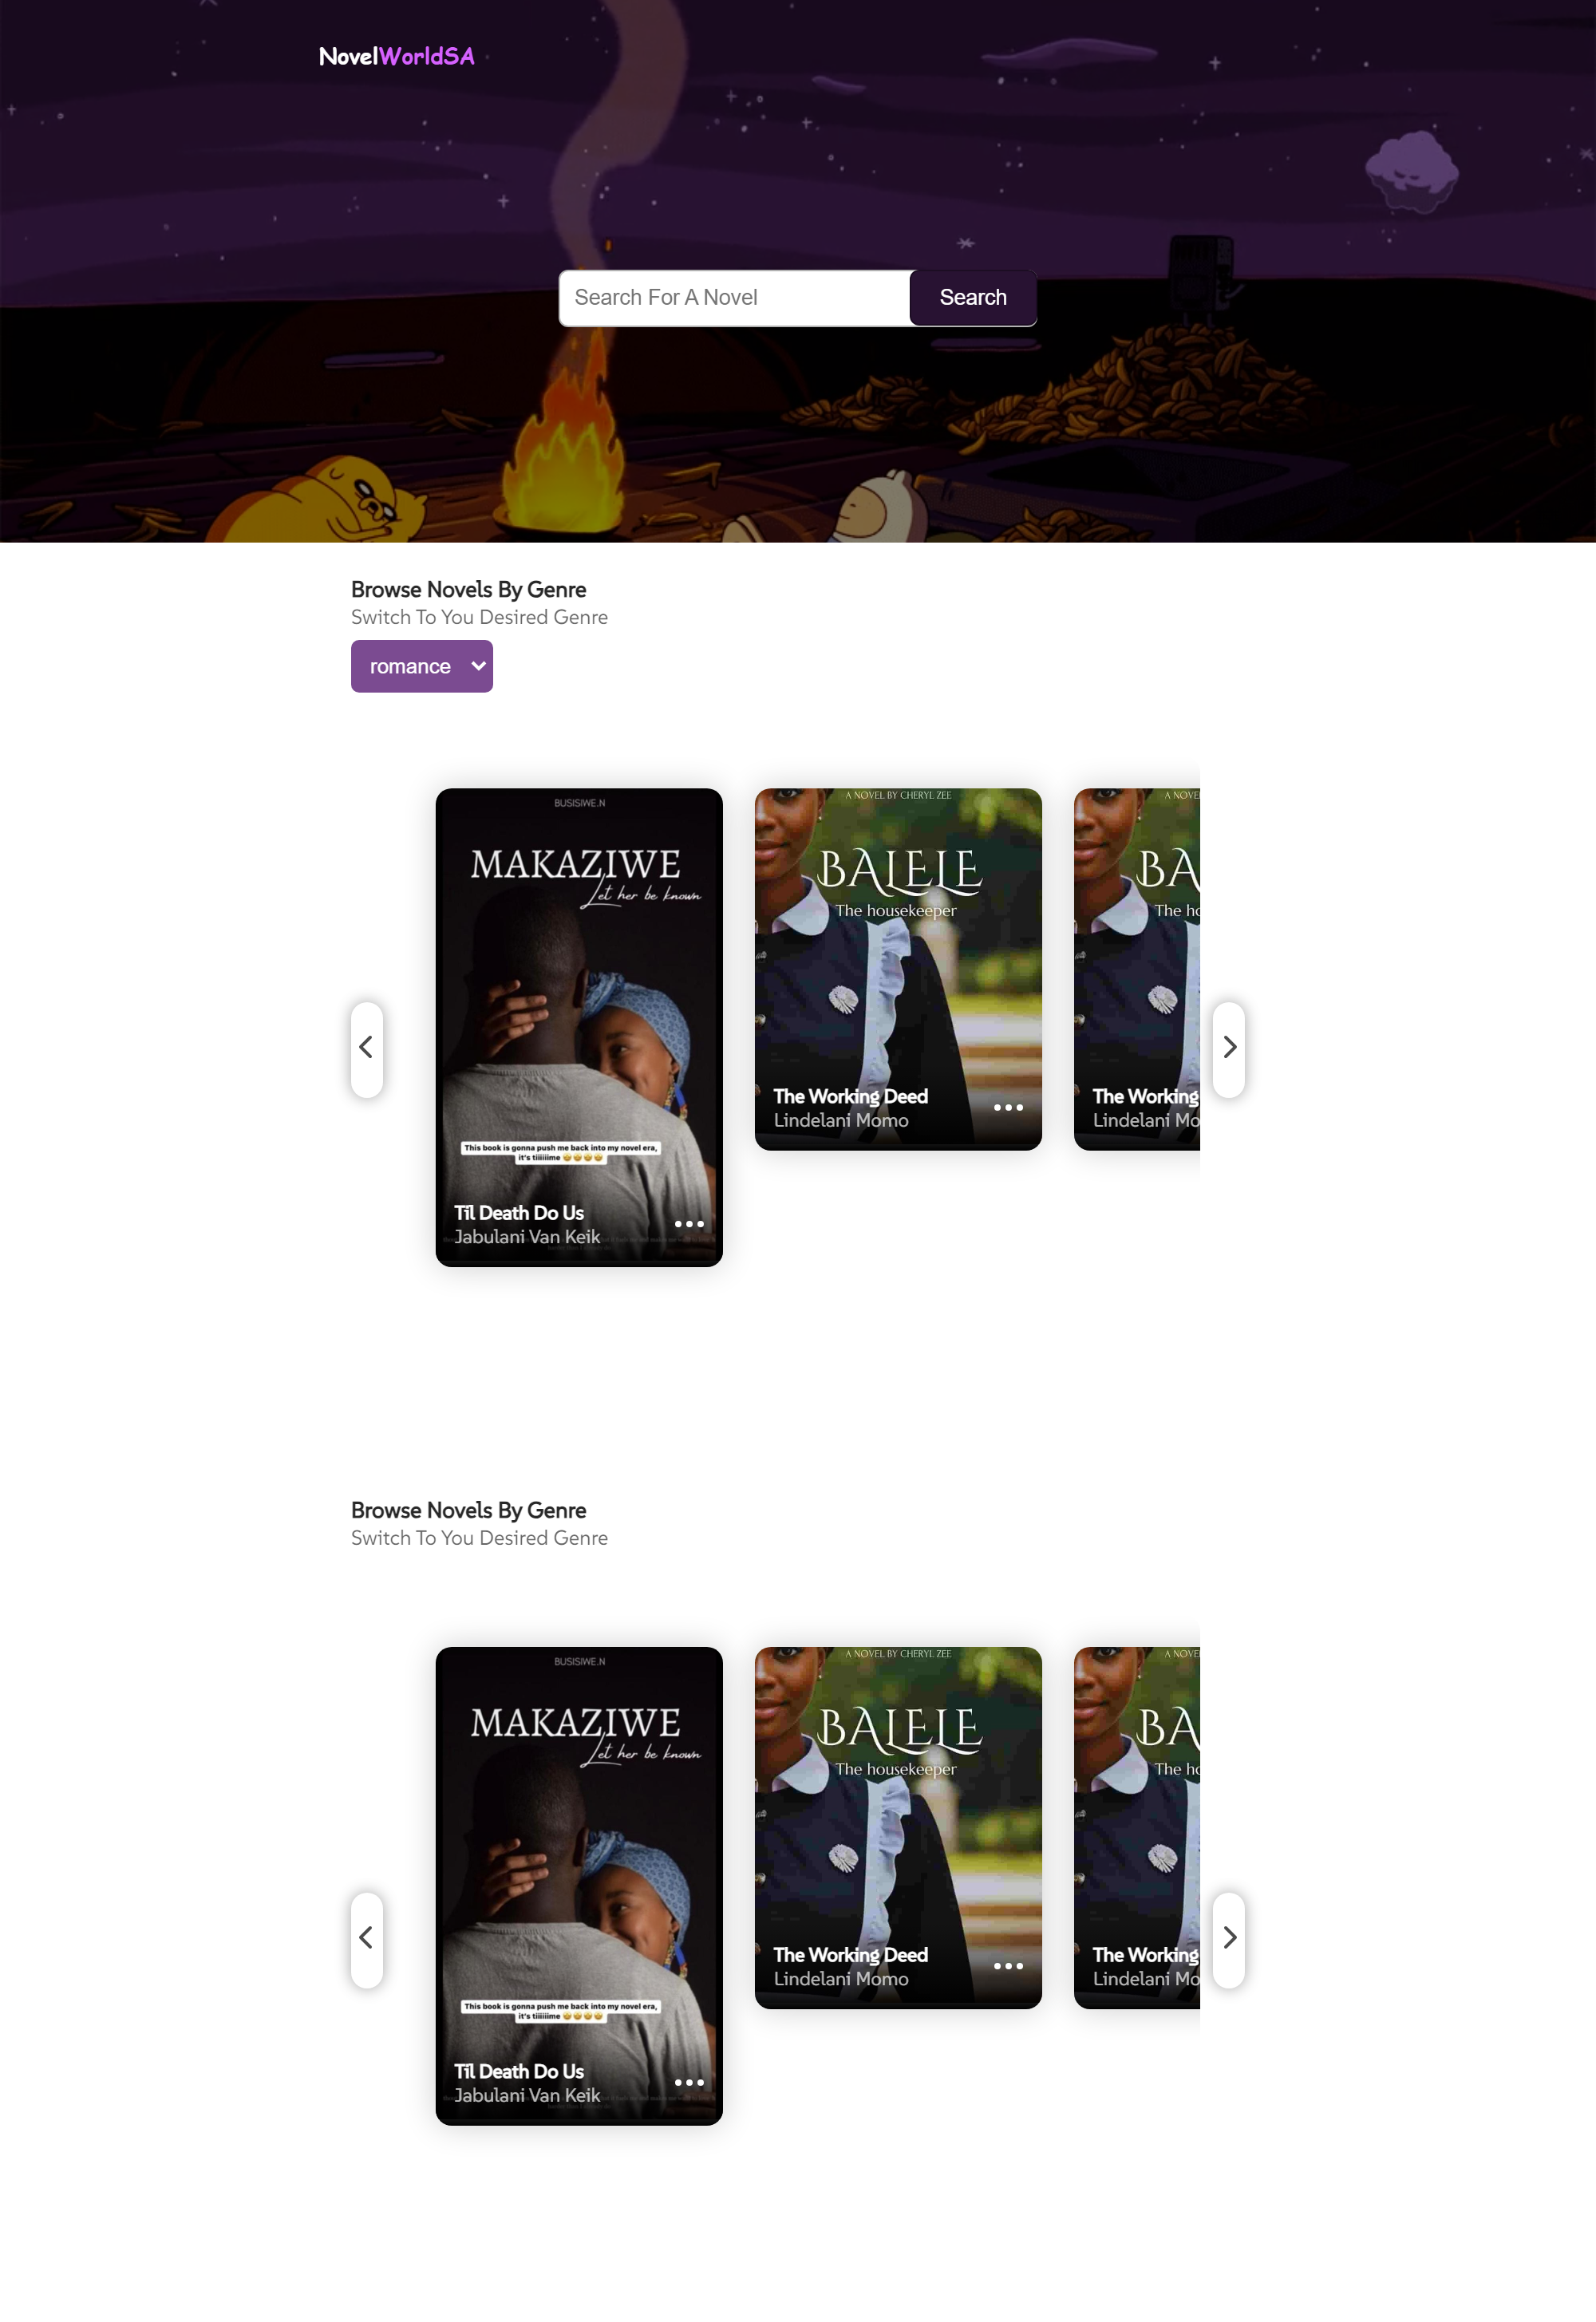 NovelWorldSA
Search For A Novel
Search
Browse Novels By Genre
Switch To You Desired Genre
romance
BUSISIWE.N
MAKAZIWE
Let her be known
This book is gonna push me back into my novel era,
it's tiiiiiime 🤩🤩🤩🤩
Til Death Do Us
Jabulani Van Keik
A NOVEL BY CHERYL ZEE
BALELE
The housekeeper
The Working Deed
Lindelani Momo
A NOVE
BA
The ho
The Working
Lindelani Mo
Browse Novels By Genre
Switch To You Desired Genre
BUSISIWE.N
MAKAZIWE
Let her be known
This book is gonna push me back into my novel era,
it's tiiiiiime 🤩🤩🤩🤩
Til Death Do Us
Jabulani Van Keik
A NOVEL BY CHERYL ZEE
BALELE
The housekeeper
The Working Deed
Lindelani Momo
A NOVE
BA
The ho
The Working
Lindelani Mo